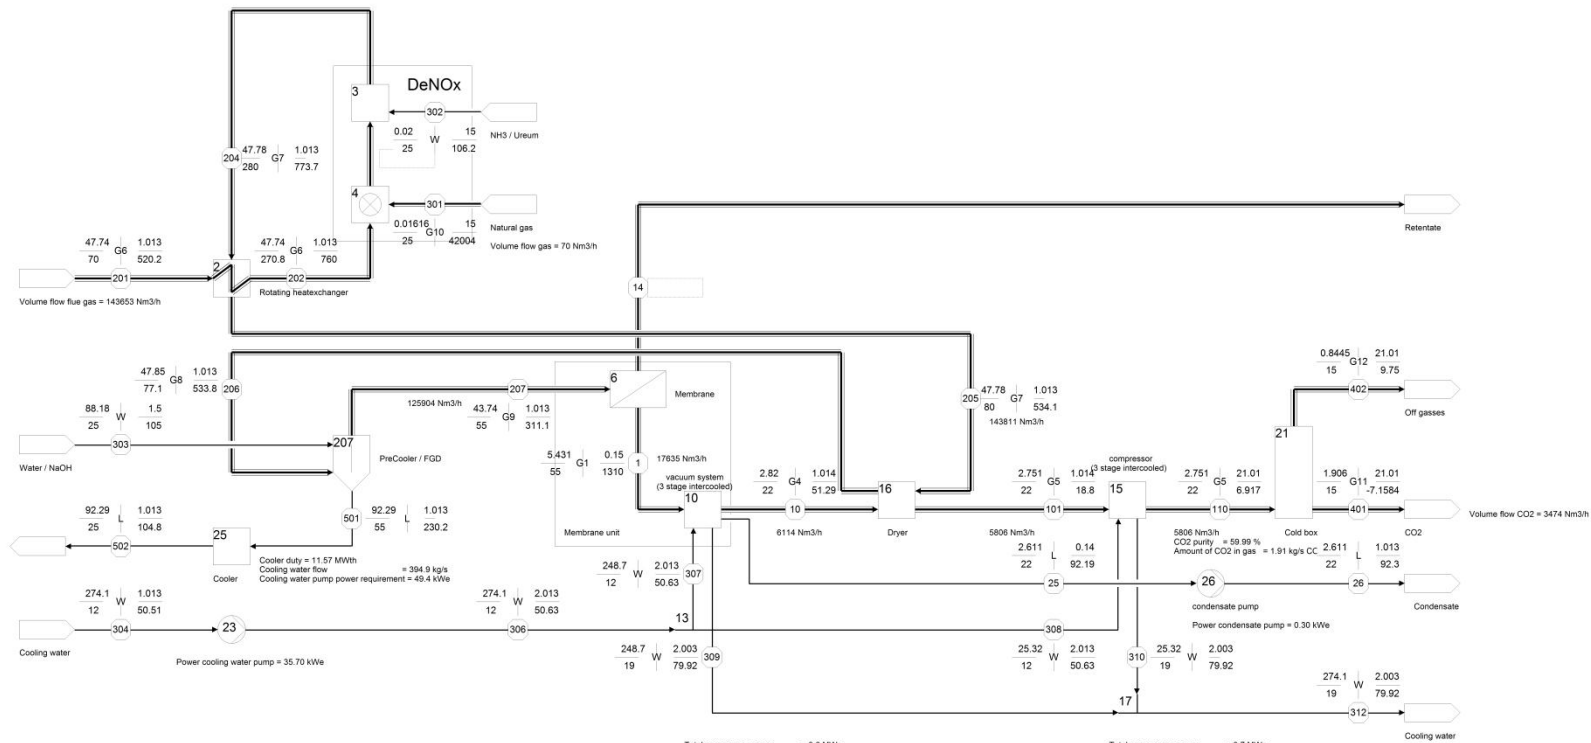 DeNOx
3
302
NH3 / Ureum
0.02 W 15
25 106.2
204
47.78 G7 1.013
280 773.7
4
301
Natural gas
0.01616 G10 15
25 42004
Volume flow gas = 70 Nm3/h
14
Retentate
47.74 G6 1.013
70 520.2
201
Volume flow flue gas = 143653 Nm3/h
2
Rotating heatexchanger
47.74 G6 1.013
270.8 760
202
47.85 G8 1.013
77.1 533.8
206
125904 Nm3/h
207
43.74 G9 1.013
55 311.1
6
Membrane
205
47.78 G7 1.013
80 534.1
143811 Nm3/h
0.8445 G12 21.01
15 9.75
402
Off gasses
88.18 W 1.5
25 105
303
Water / NaOH
207
PreCooler / FGD
5.431 G1 0.15
55 1310
1
17635 Nm3/h
vacuum system
(3 stage intercooled)
10
Membrane unit
2.82 G4 1.014
22 51.29
10
6114 Nm3/h
16
Dryer
2.751 G5 1.014
22 18.8
101
5806 Nm3/h
compressor
(3 stage intercooled)
15
2.751 G5 21.01
22 6.917
110
5806 Nm3/h
CO2 purity = 59.99 %
Amount of CO2 in gas = 1.91 kg/s CC
21
Cold box
1.906 G11 21.01
15 -7.1584
401
CO2
Volume flow CO2 = 3474 Nm3/h
92.29 L 1.013
25 104.8
502
25
Cooler
501
92.29 L 1.013
55 230.2
Cooler duty = 11.57 MWth
Cooling water flow = 394.9 kg/s
Cooling water pump power requirement = 49.4 kWe
248.7 W 2.013
12 50.63
307
2.611 L 0.14
22 92.19
25
26
condensate pump
Power condensate pump = 0.30 kWe
2.611 L 1.013
22 92.3
26
Condensate
274.1 W 1.013
12 50.51
304
Cooling water
23
Power cooling water pump = 35.70 kWe
274.1 W 2.013
12 50.63
306
13
248.7 W 2.003
19 79.92
309
308
25.32 W 2.013
12 50.63
310
25.32 W 2.003
19 79.92
17
274.1 W 2.003
19 79.92
312
Cooling water